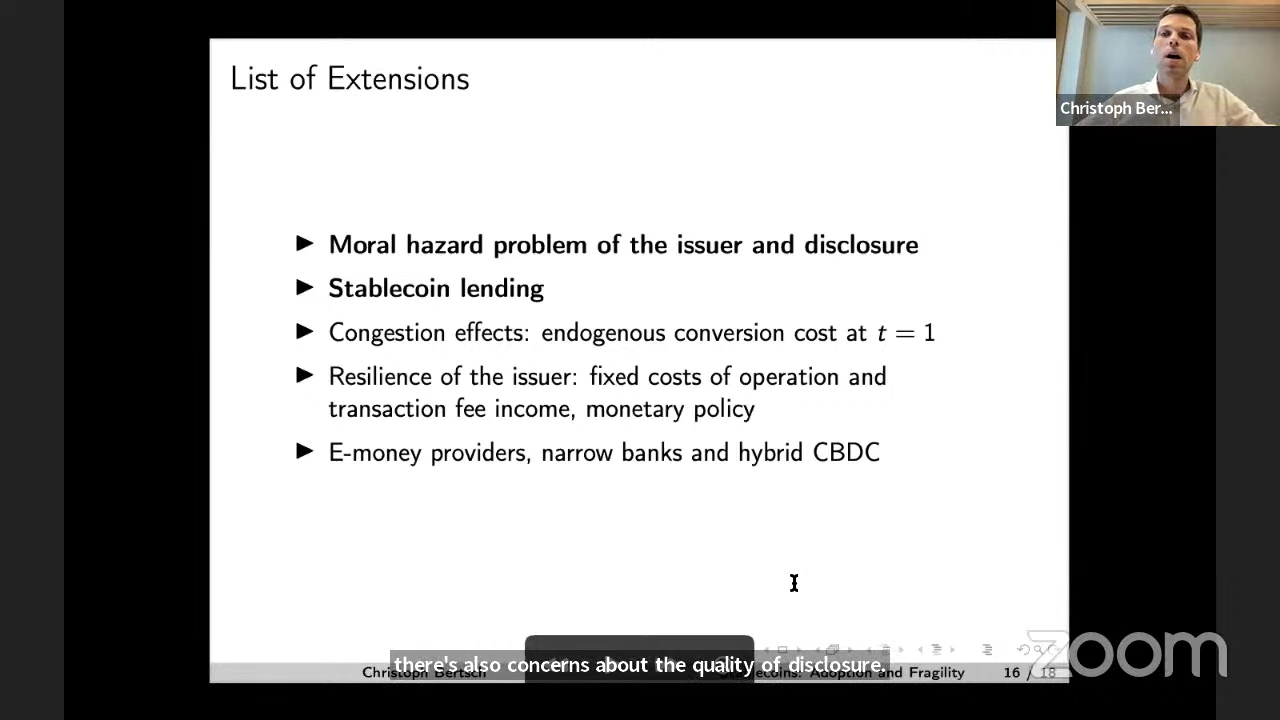 List of Extensions
Christoph Ber...
Moral hazard problem of the issuer and disclosure
Stablecoin lending
Congestion effects: endogenous conversion cost at t = 1
Resilience of the issuer: fixed costs of operation and
transaction fee income, monetary policy
E-money providers, narrow banks and hybrid CBDC
there's also concerns about the quality of disclosure.
Christoph Bertsch
Stablecoins: Adoption and Fragility
16 / 18
zoom